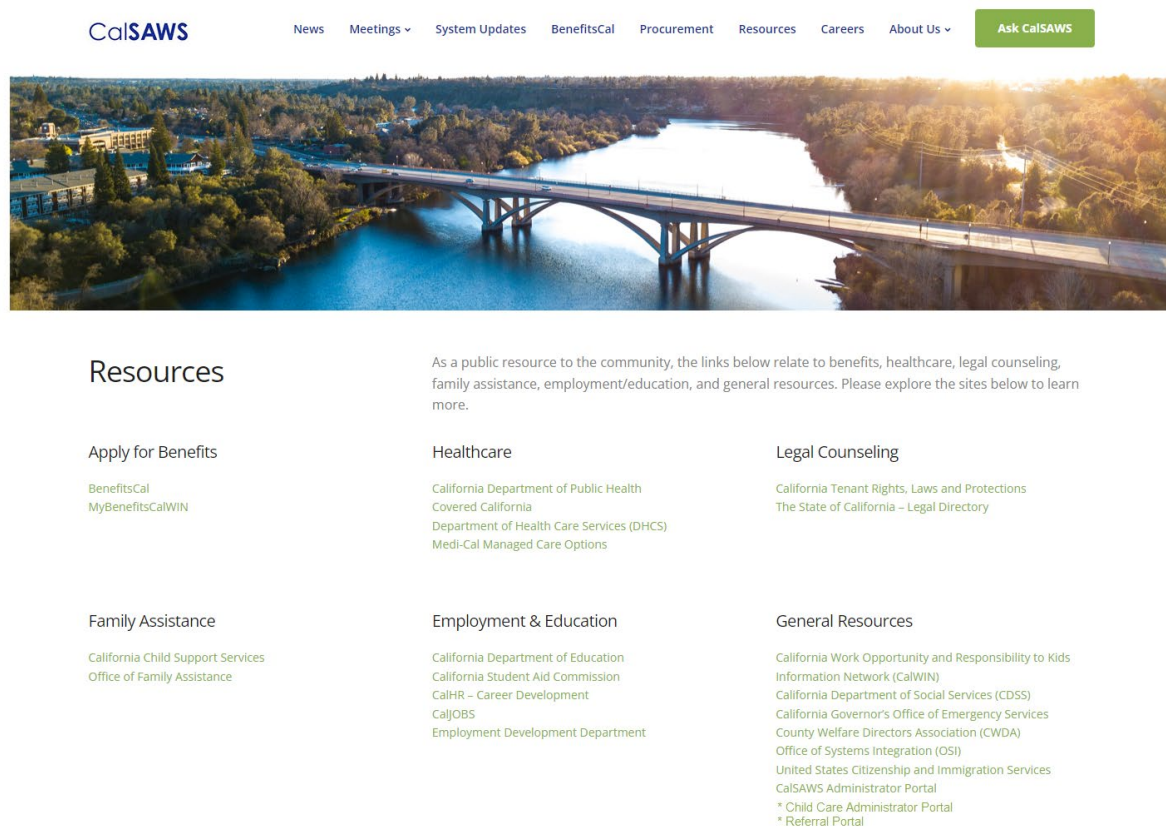 CalSAWS
News Meetings System Updates BenefitsCal Procurement Resources Careers About Us Ask CalSAWS
Resources
As a public resource to the community, the links below relate to benefits, healthcare, legal counseling,
family assistance, employment/education, and general resources. Please explore the sites below to learn
more.
Apply for Benefits
BenefitsCal
MyBenefitsCalWIN
Healthcare
California Department of Public Health
Covered California
Department of Health Care Services (DHCS)
Medi-Cal Managed Care Options
Legal Counseling
California Tenant Rights, Laws and Protections
The State of California – Legal Directory
Family Assistance
California Child Support Services
Office of Family Assistance
Employment & Education
California Department of Education
California Student Aid Commission
CalHR – Career Development
CalJOBS
Employment Development Department
General Resources
California Work Opportunity and Responsibility to Kids
Information Network (CalWIN)
California Department of Social Services (CDSS)
California Governor's Office of Emergency Services
County Welfare Directors Association (CWDA)
Office of Systems Integration (OSI)
United States Citizenship and Immigration Services
CalSAWS Administrator Portal
* Child Care Administrator Portal
* Referral Portal